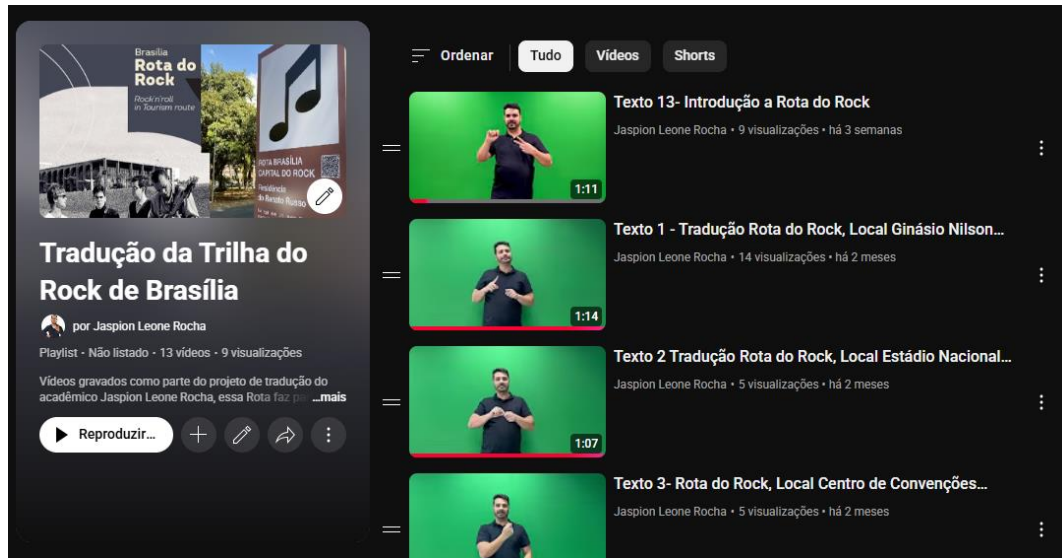 Brasília
Rota do
Rock
Rock'n'roll
in Tourism route
ROTA BRASÍLIA
CAPITAL DO ROCK
Residência
do Renato Russo
Tradução da Trilha do
Rock de Brasília
por Jaspion Leone Rocha
Playlist • Não listado • 13 vídeos • 9 visualizações
Vídeos gravados como parte do projeto de tradução do
acadêmico Jaspion Leone Rocha, essa Rota faz pa ...mais
Reproduzir...
Ordenar
Tudo
Vídeos
Shorts
1:11
Texto 13- Introdução a Rota do Rock
Jaspion Leone Rocha • 9 visualizações • há 3 semanas
1:14
Texto 1 - Tradução Rota do Rock, Local Ginásio Nilson...
Jaspion Leone Rocha • 14 visualizações • há 2 meses
1:07
Texto 2 Tradução Rota do Rock, Local Estádio Nacional...
Jaspion Leone Rocha • 5 visualizações • há 2 meses
Texto 3- Rota do Rock, Local Centro de Convenções...
Jaspion Leone Rocha • 5 visualizações • há 2 meses